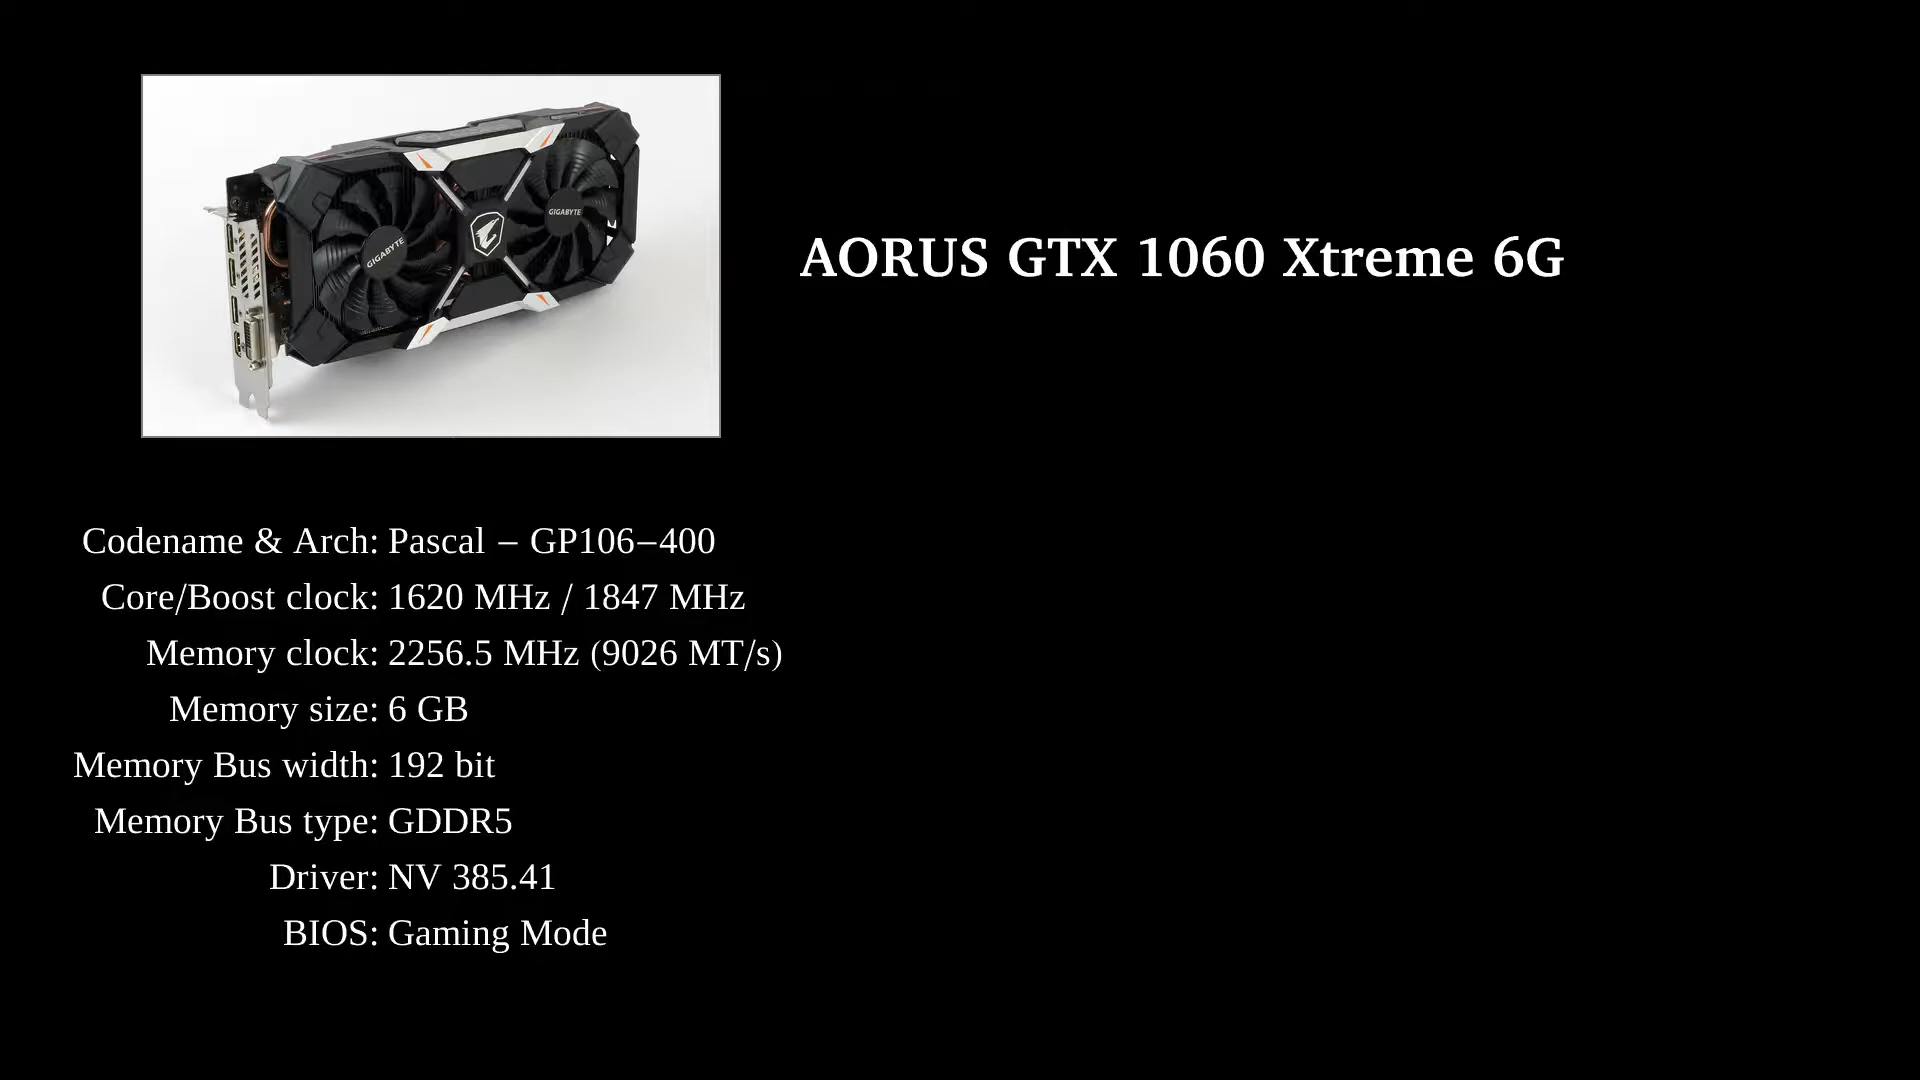 GIGABYTE
GIGABYTE
AORUS GTX 1060 Xtreme 6G
Codename & Arch: Pascal – GP106–400
Core/Boost clock: 1620 MHz / 1847 MHz
Memory clock: 2256.5 MHz (9026 MT/s)
Memory size: 6 GB
Memory Bus width: 192 bit
Memory Bus type: GDDR5
Driver: NV 385.41
BIOS: Gaming Mode